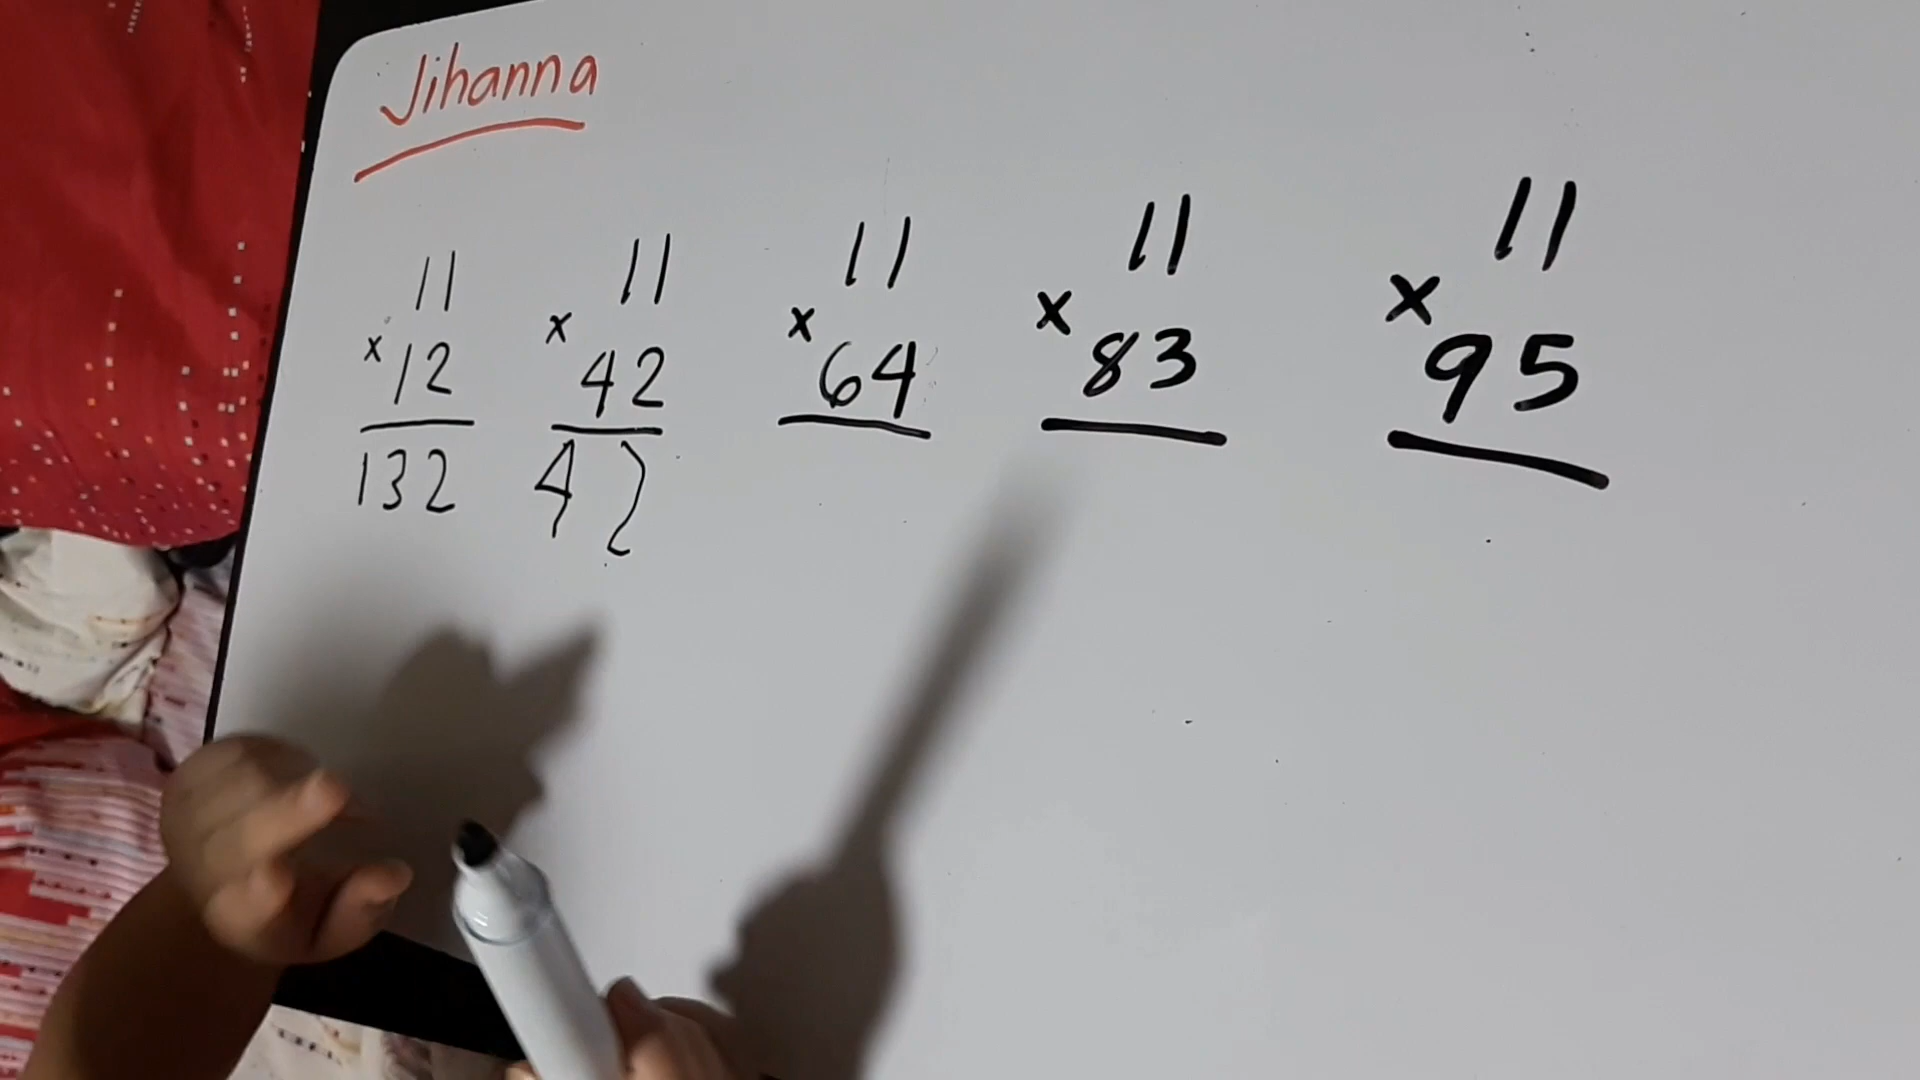 Jihanna
11 11 11 11 11
x 12 x 42 x 64 x 83 x 95
132 4 2